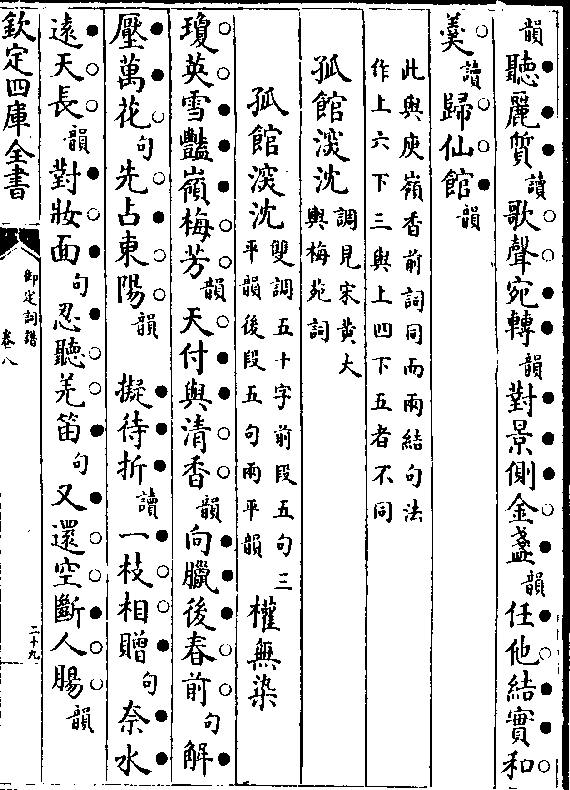 韻聽麗質讀歌聲宛轉韻對景側金盞韻任他結實和
羮讀歸仙館韻
此與庾嶺香前詞同而兩結句法
作上六下三與上四下五者不同
孤館深沈調見宋黄大
輿梅苑詞
孤館深沈雙調五十字前段五句三
平韻後段五句兩平韻權無染
瓊英雪豔嶺梅芳韻天付與清香韻向臘後春前句解
壓萬花句先占東陽韻擬待折讀一枝相贈句奈水
遠天長韻對妝面句忍聽羌笛句又還空斷人腸韻
欽定四庫全書
御定詞譜
卷八
二十九